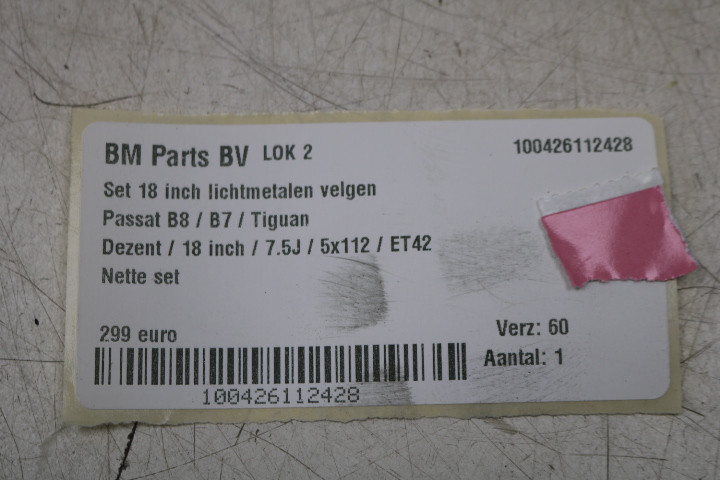 BM Parts BV LOK 2 100426112428
Set 18 inch lichtmetalen velgen
Passat B8 / B7 / Tiguan
Dezent / 18 inch / 7.5J / 5x112 / ET42
Nette set
299 euro Verz: 60
Aantal: 1
100426112428